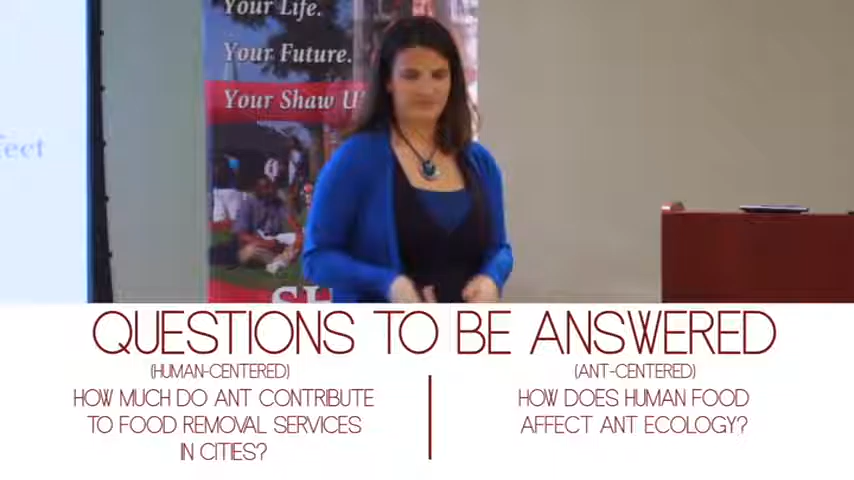 Your Life.
Your Future.
Your Shaw U
SH
QUESTIONS TO BE ANSWERED
(HUMAN-CENTERED)
HOW MUCH DO ANT CONTRIBUTE
TO FOOD REMOVAL SERVICES
IN CITIES?
(ANT-CENTERED)
HOW DOES HUMAN FOOD
AFFECT ANT ECOLOGY?